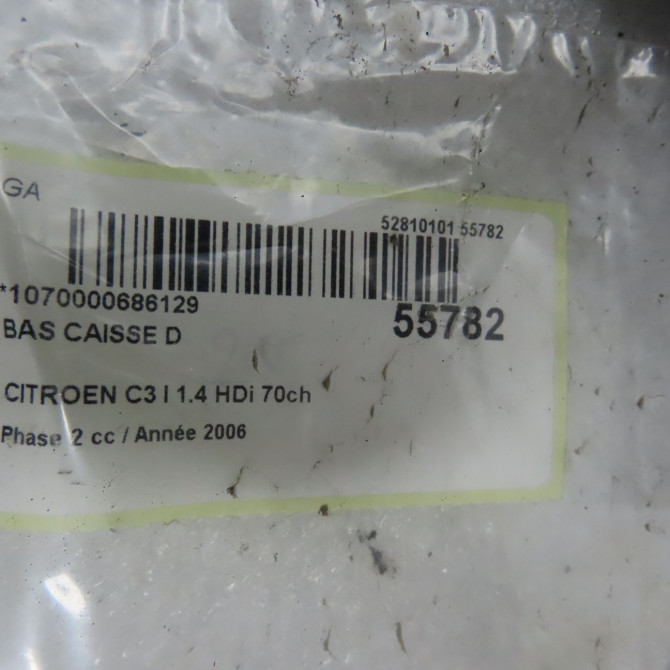 GA
52810101 55782
*1070000686129
55782
BAS CAISSE D
CITROEN C3 I 1.4 HDi 70ch
Phase 2 cc / Année 2006